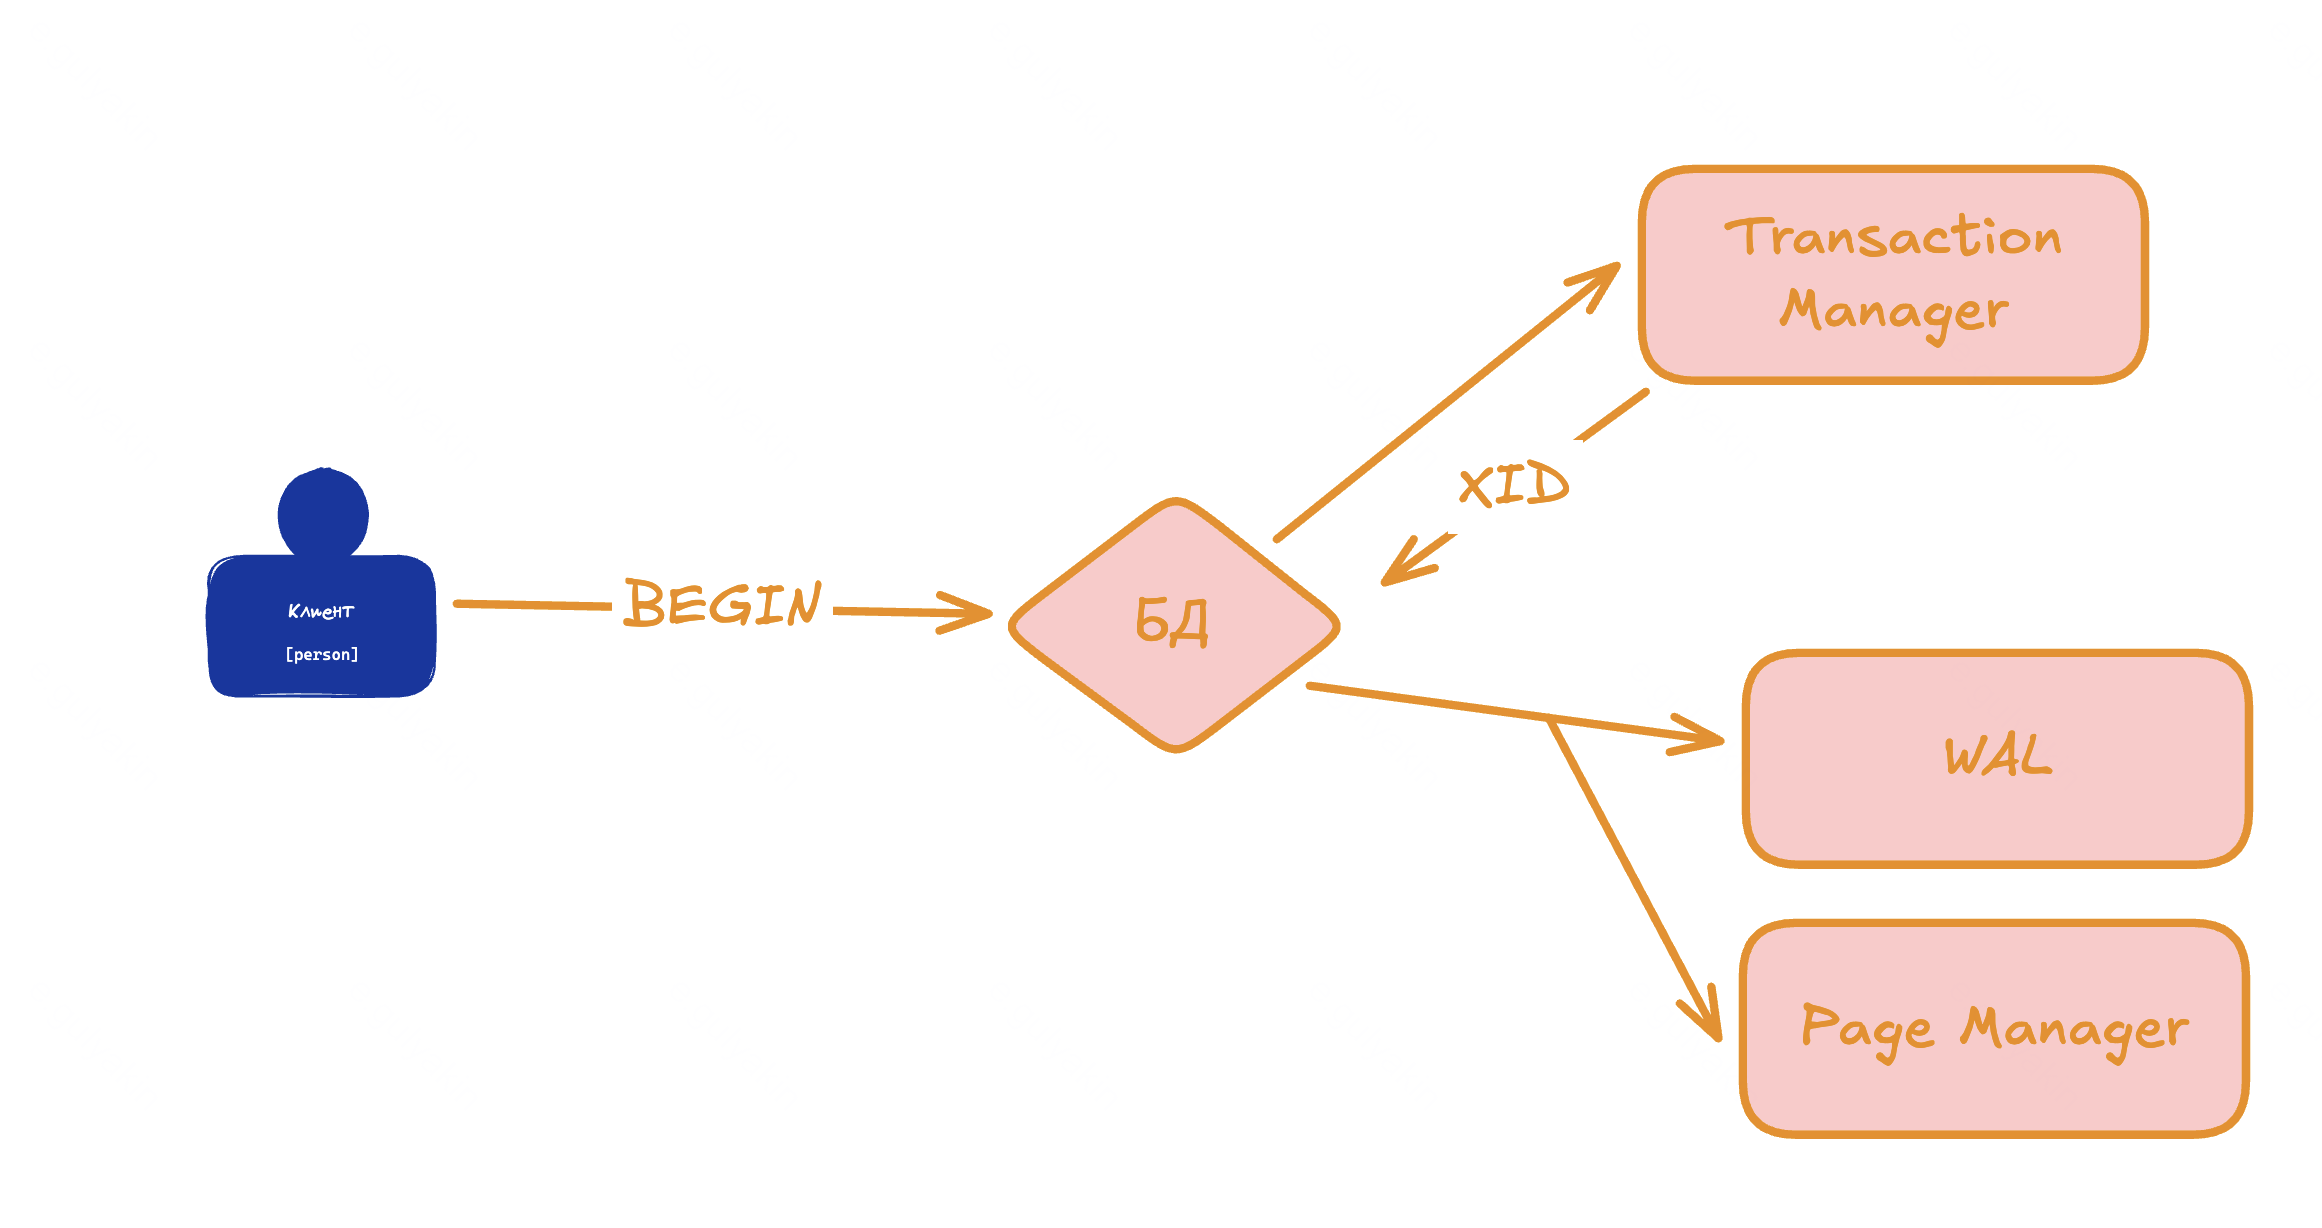 Transaction
Manager
XID
Клиент
[person]
BEGIN
БД
WAL
Page Manager